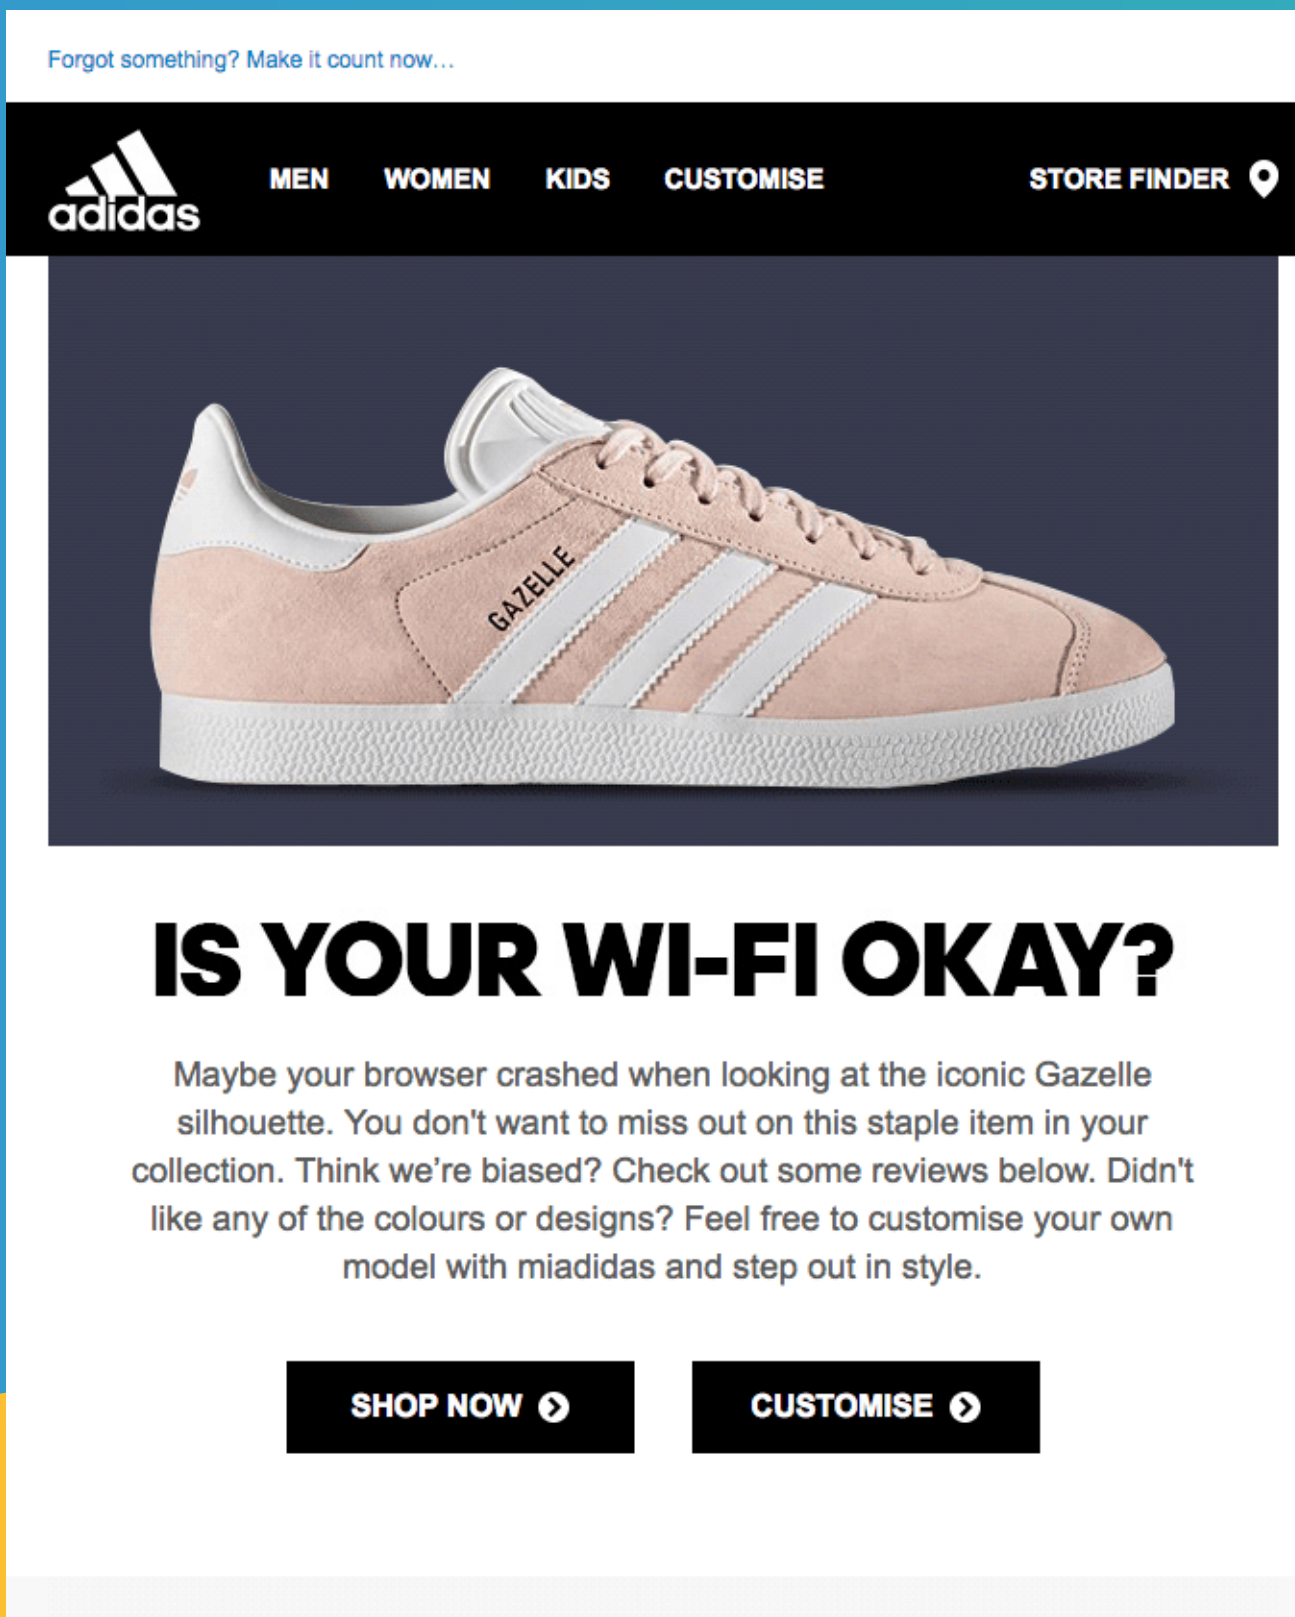 Forgot something? Make it count now...
adidas
MEN WOMEN KIDS CUSTOMISE STORE FINDER
GAZELLE
IS YOUR WI-FI OKAY?
Maybe your browser crashed when looking at the iconic Gazelle
silhouette. You don't want to miss out on this staple item in your
collection. Think we’re biased? Check out some reviews below. Didn't
like any of the colours or designs? Feel free to customise your own
model with miadidas and step out in style.
SHOP NOW
CUSTOMISE